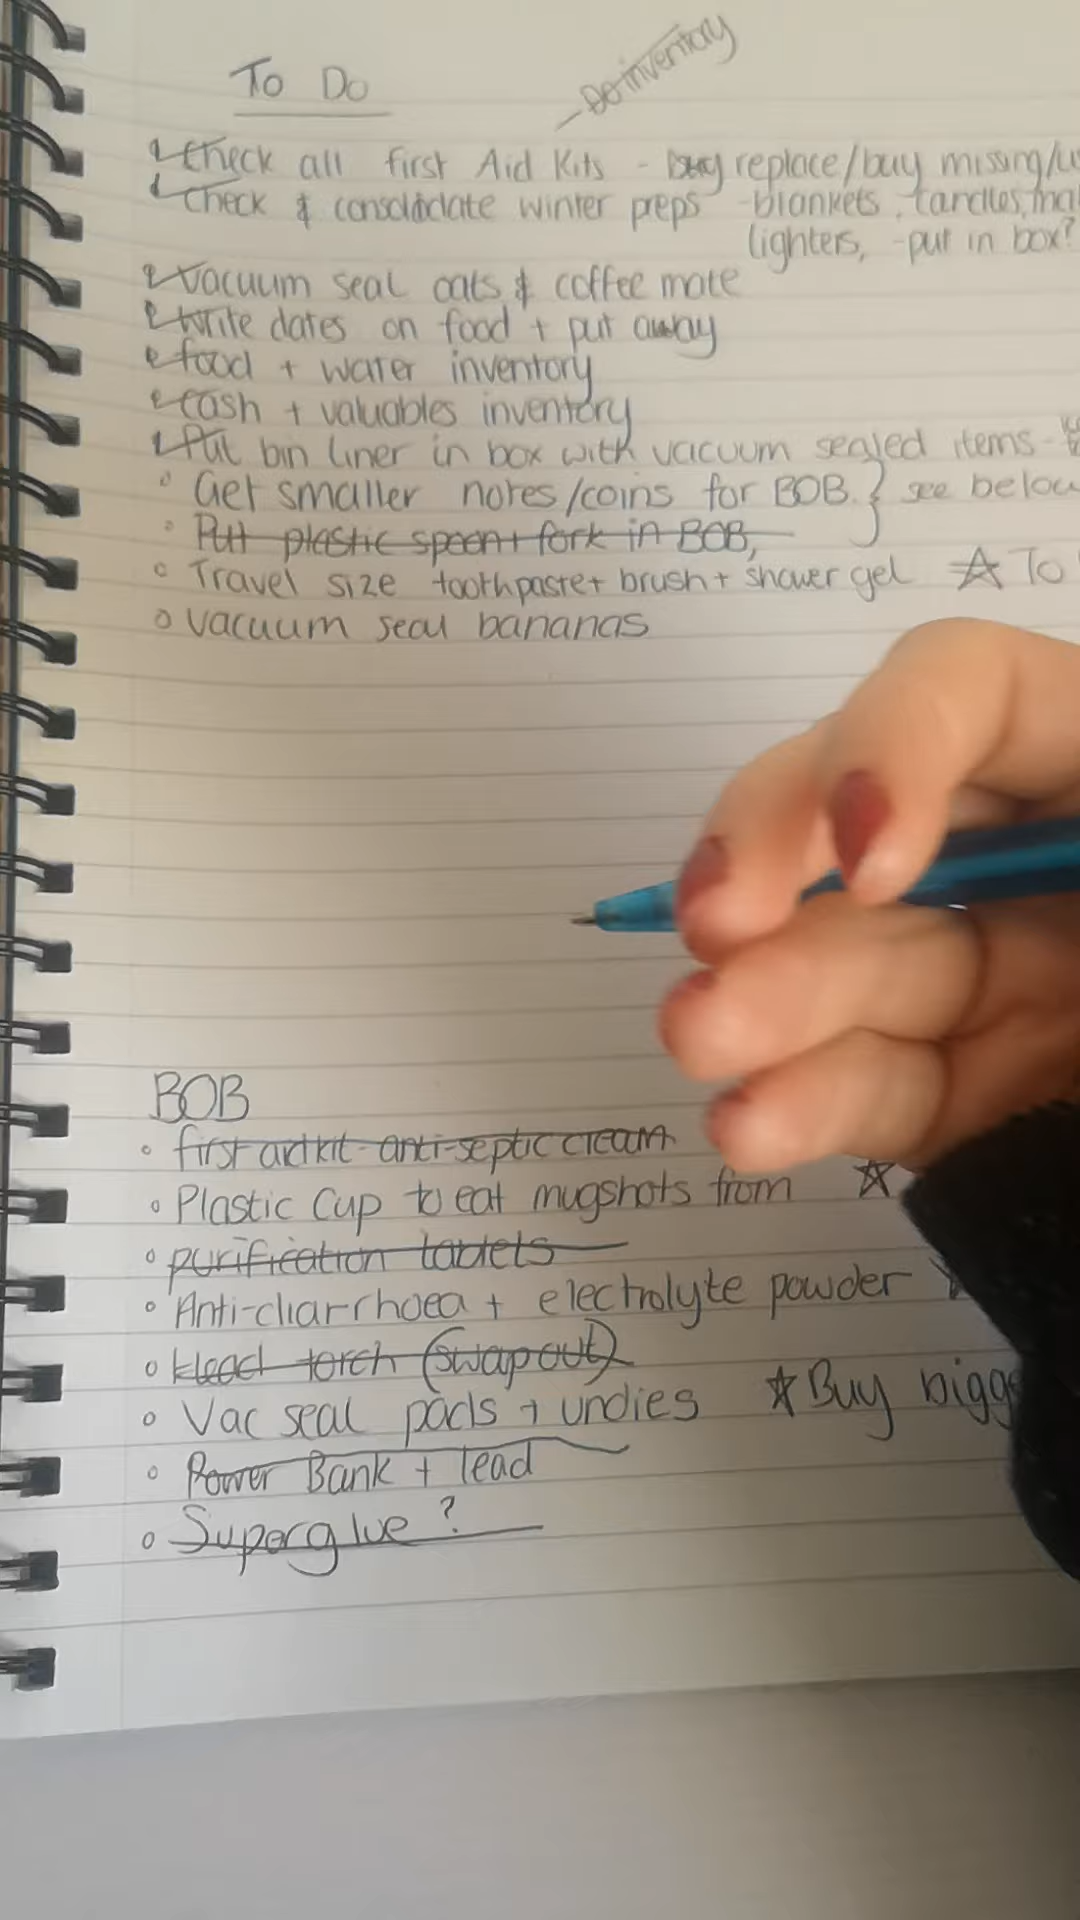 To Do
- Do inventory
Check all first Aid Kits - replace/buy missing/
Check & consolidate winter preps - blankets, candles,
lighters, - put in box?
Vacuum seal oats & coffee mate
Write dates on food + put away
food + water inventory
cash + valuables inventory
Put bin liner in box with vacuum sealed items -
Get smaller notes/coins for BOB. } see below
Put plastic spoon + fork in BOB,
Travel size toothpaste + brush + shower gel ☆ To
Vacuum seal bananas
BOB
first aid kit - anti-septic cream
Plastic Cup to eat mugshots from ☆
purification tablets
Anti-diarrhoea + electrolyte powder
Head torch (swap out)
Vac seal pads + undies ☆ Buy
Power Bank + lead
Superglue?